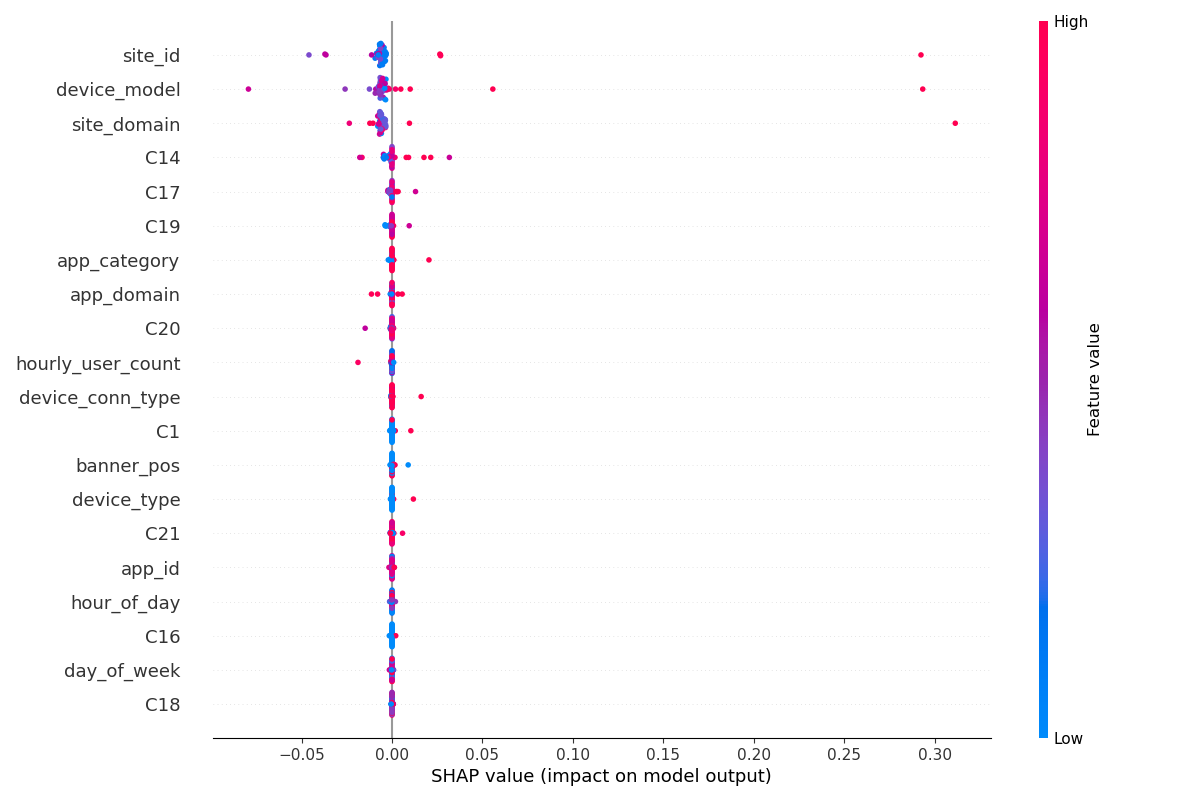 High
site_id
device_model
site_domain
C14
C17
C19
app_category
app_domain
C20
hourly_user_count
device_conn_type
C1
banner_pos
device_type
C21
app_id
hour_of_day
C16
day_of_week
C18
Feature value
Low
−0.05 0.00 0.05 0.10 0.15 0.20 0.25 0.30
SHAP value (impact on model output)